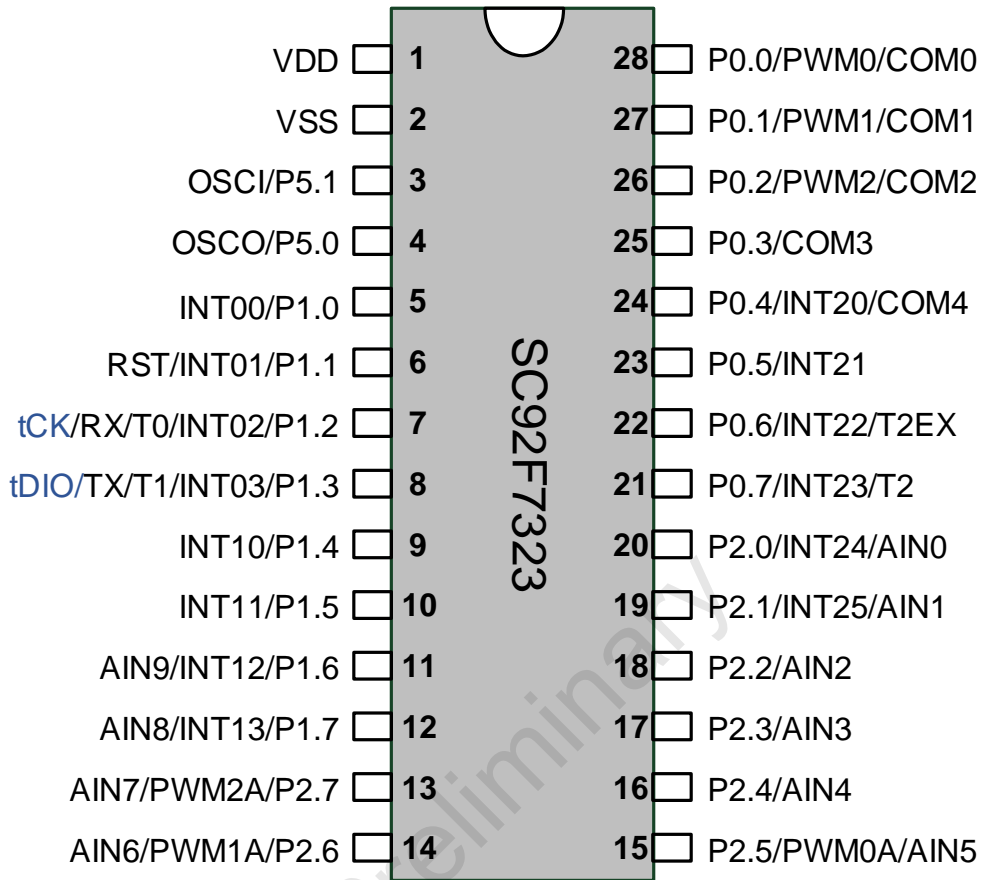 VDD 1 28 P0.0/PWM0/COM0
VSS 2 27 P0.1/PWM1/COM1
OSCI/P5.1 3 26 P0.2/PWM2/COM2
OSCO/P5.0 4 25 P0.3/COM3
INT00/P1.0 5 24 P0.4/INT20/COM4
RST/INT01/P1.1 6 23 P0.5/INT21
tCK/RX/T0/INT02/P1.2 7 22 P0.6/INT22/T2EX
tDIO/TX/T1/INT03/P1.3 8 21 P0.7/INT23/T2
INT10/P1.4 9 20 P2.0/INT24/AIN0
INT11/P1.5 10 19 P2.1/INT25/AIN1
AIN9/INT12/P1.6 11 18 P2.2/AIN2
AIN8/INT13/P1.7 12 17 P2.3/AIN3
AIN7/PWM2A/P2.7 13 16 P2.4/AIN4
AIN6/PWM1A/P2.6 14 15 P2.5/PWM0A/AIN5
SC92F7323
Preliminary